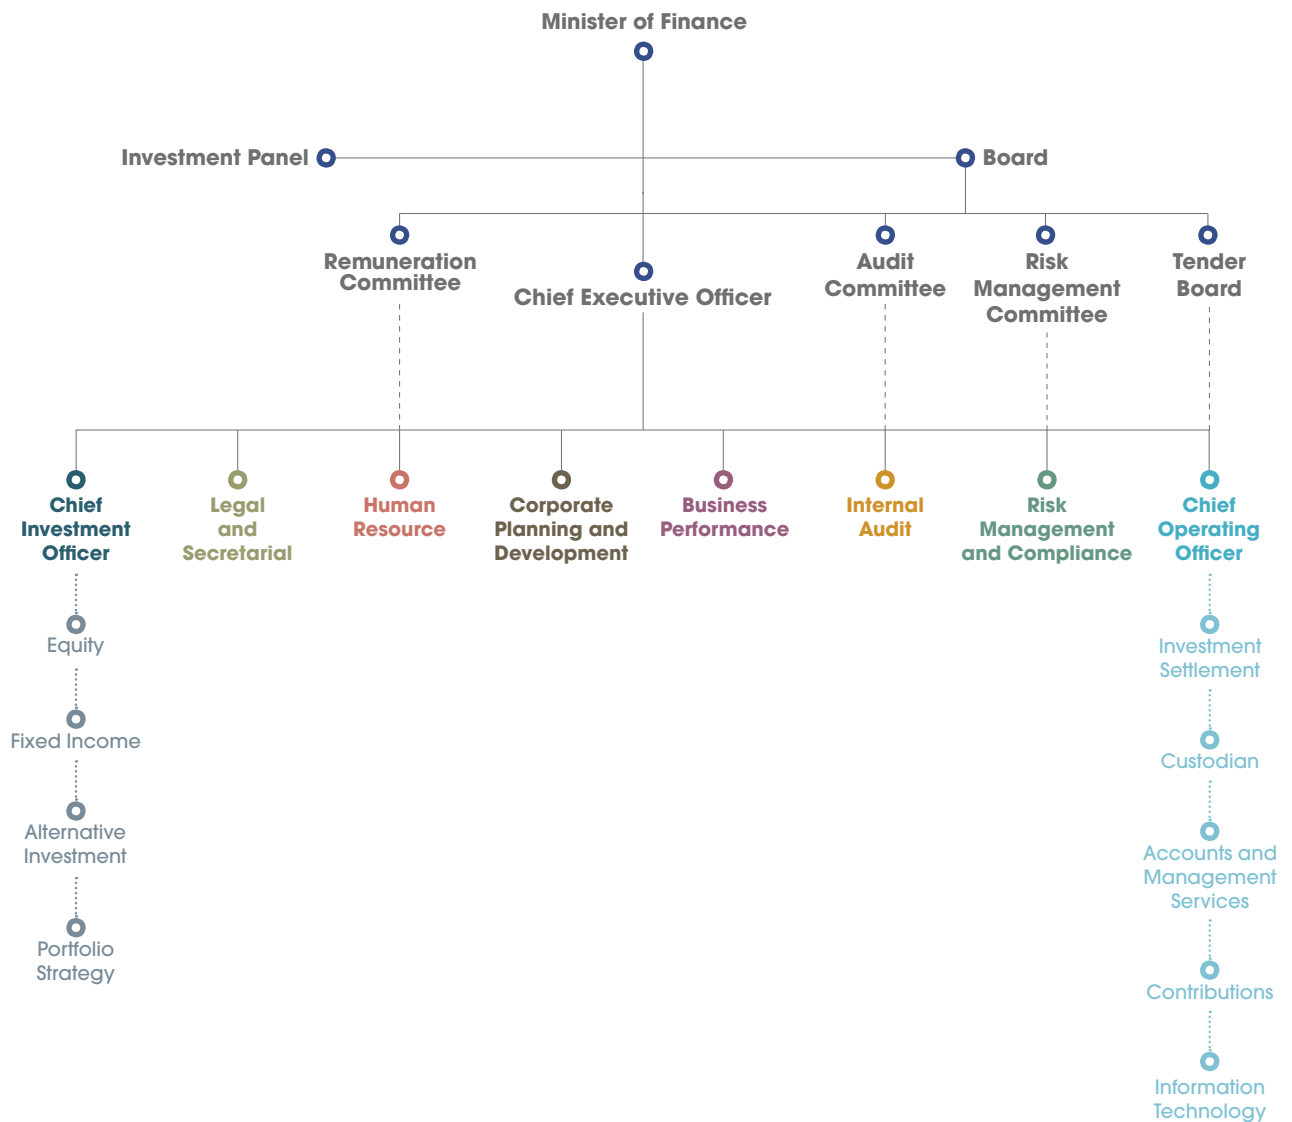 Minister of Finance
Investment Panel
Board
Remuneration
Committee
Chief Executive Officer
Audit
Committee
Risk
Management
Committee
Tender
Board
Chief
Investment
Officer
Legal
and
Secretarial
Human
Resource
Corporate
Planning and
Development
Business
Performance
Internal
Audit
Risk
Management
and Compliance
Chief
Operating
Officer
Equity
Fixed Income
Alternative
Investment
Portfolio
Strategy
Investment
Settlement
Custodian
Accounts and
Management
Services
Contributions
Information
Technology